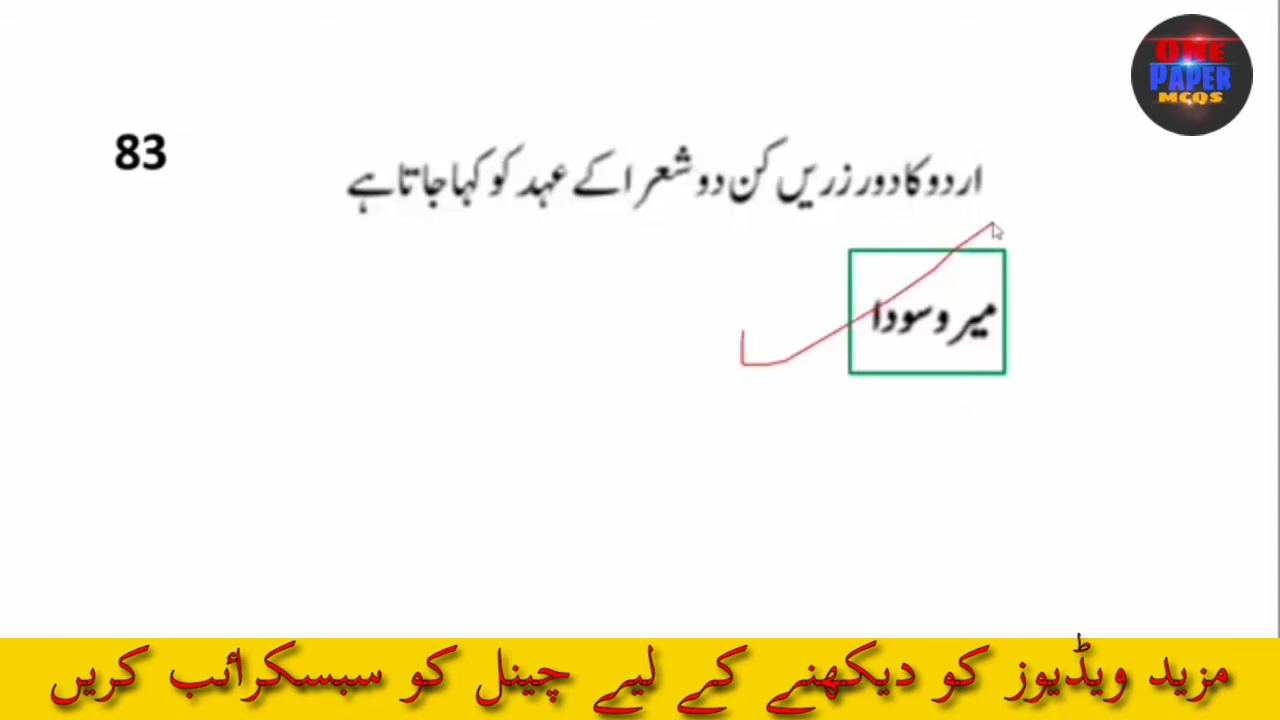 ONE
PAPER
MCQS
83
اردو کا دور زریں کن دو شعرا کے عہد کو کہا جاتا ہے
میر و سودا
مزید ویڈیوز کو دیکھنے کے لیے چینل کو سبسکرائب کریں